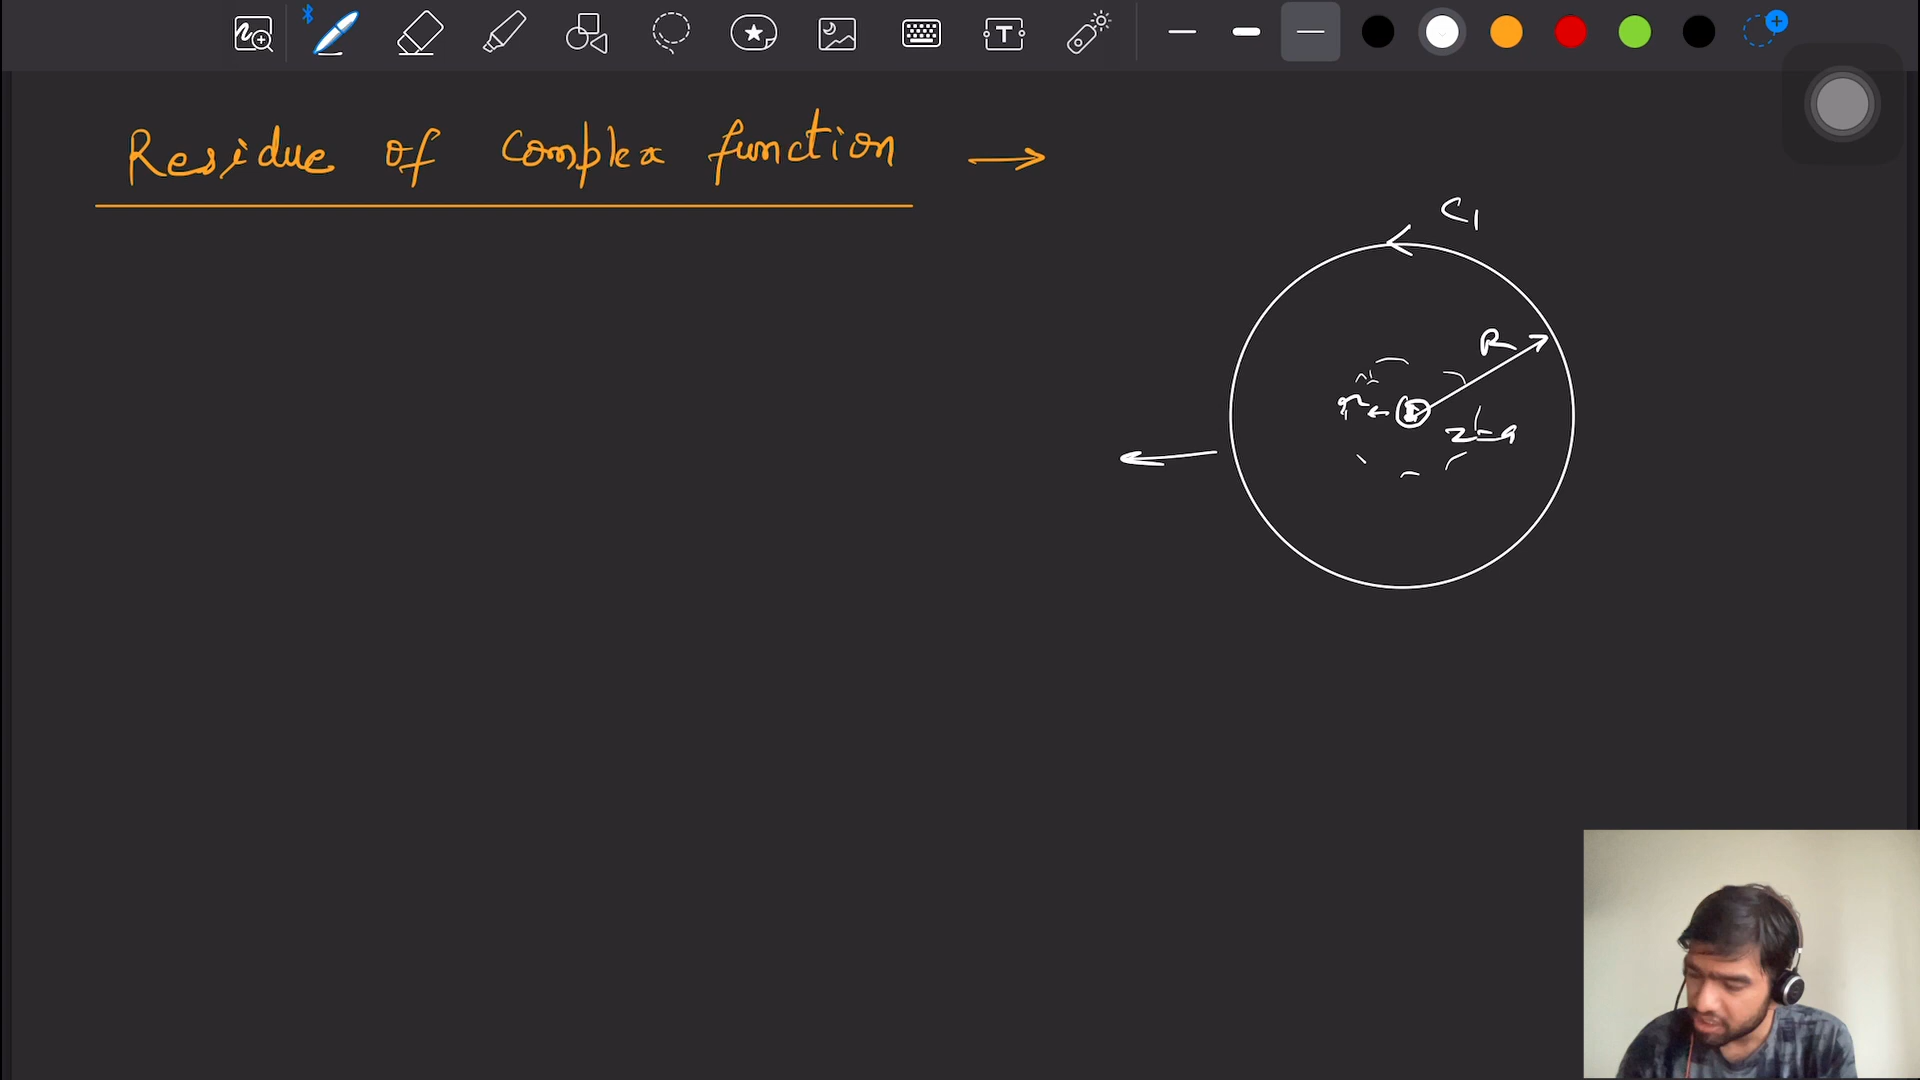 Residue of Complex function →
C1
R
r ←
z=a